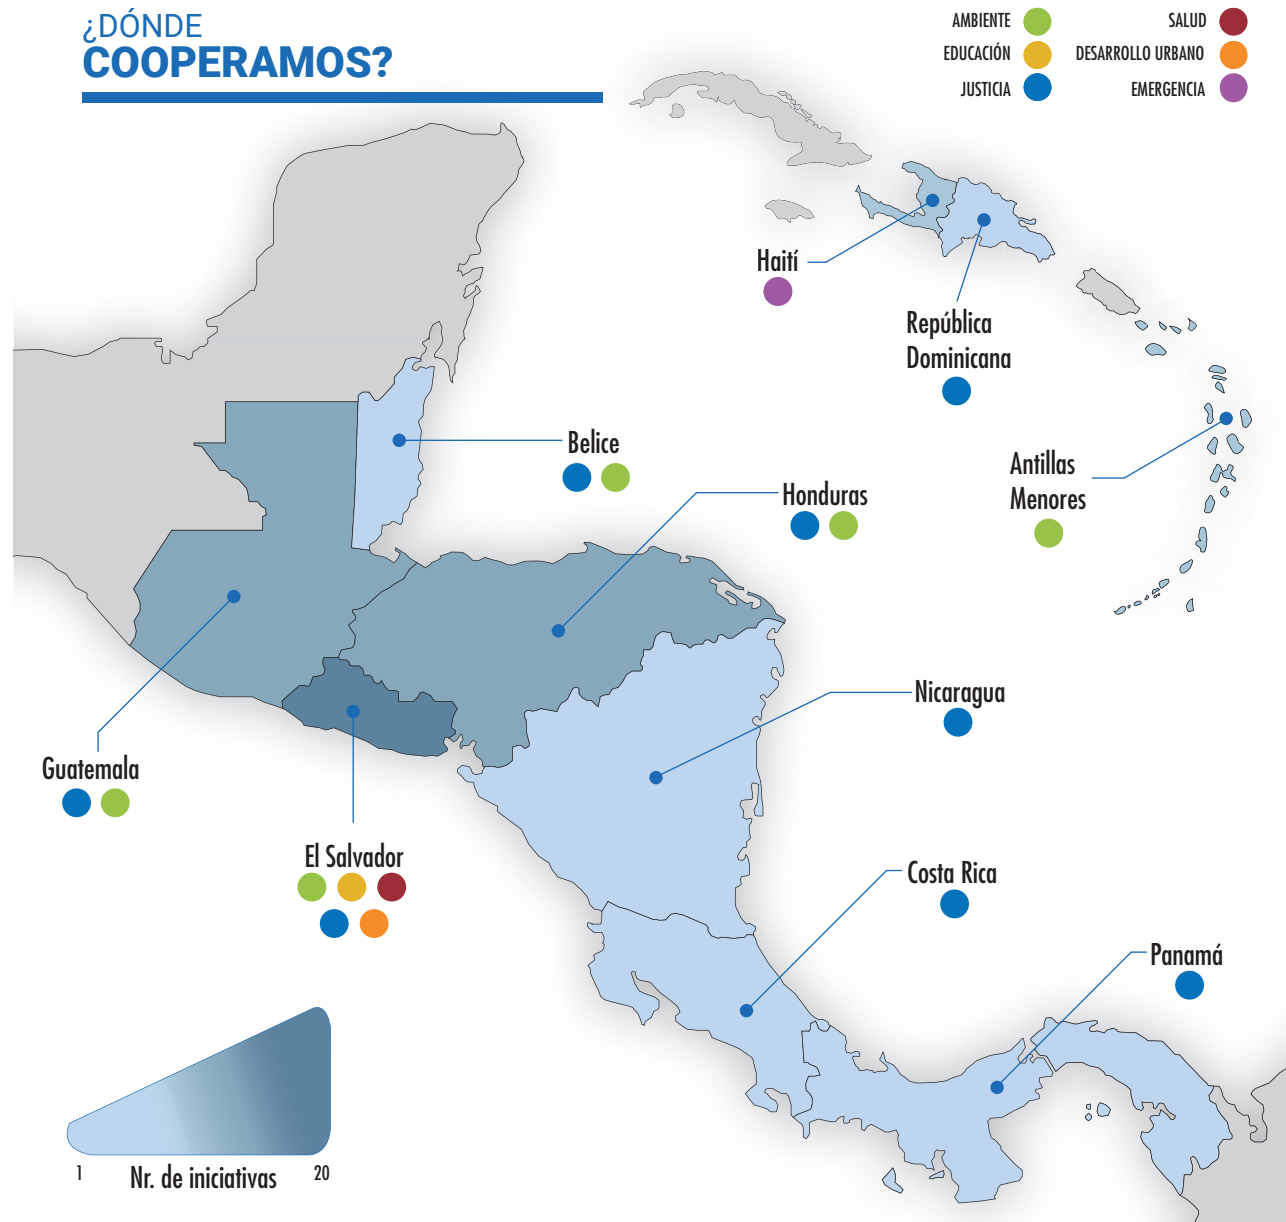 ¿DÓNDE
COOPERAMOS?
AMBIENTE
SALUD
EDUCACIÓN
DESARROLLO URBANO
JUSTICIA
EMERGENCIA
Haití
República
Dominicana
Belice
Honduras
Antillas
Menores
Nicaragua
Guatemala
El Salvador
Costa Rica
Panamá
1
Nr. de iniciativas
20